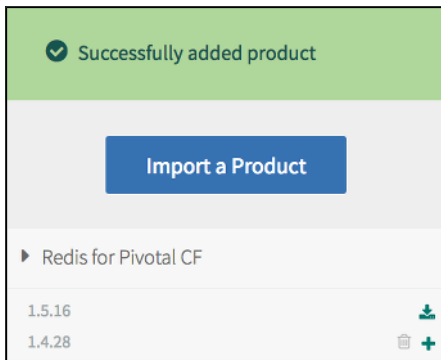 Successfully added product
Import a Product
Redis for Pivotal CF
1.5.16
1.4.28